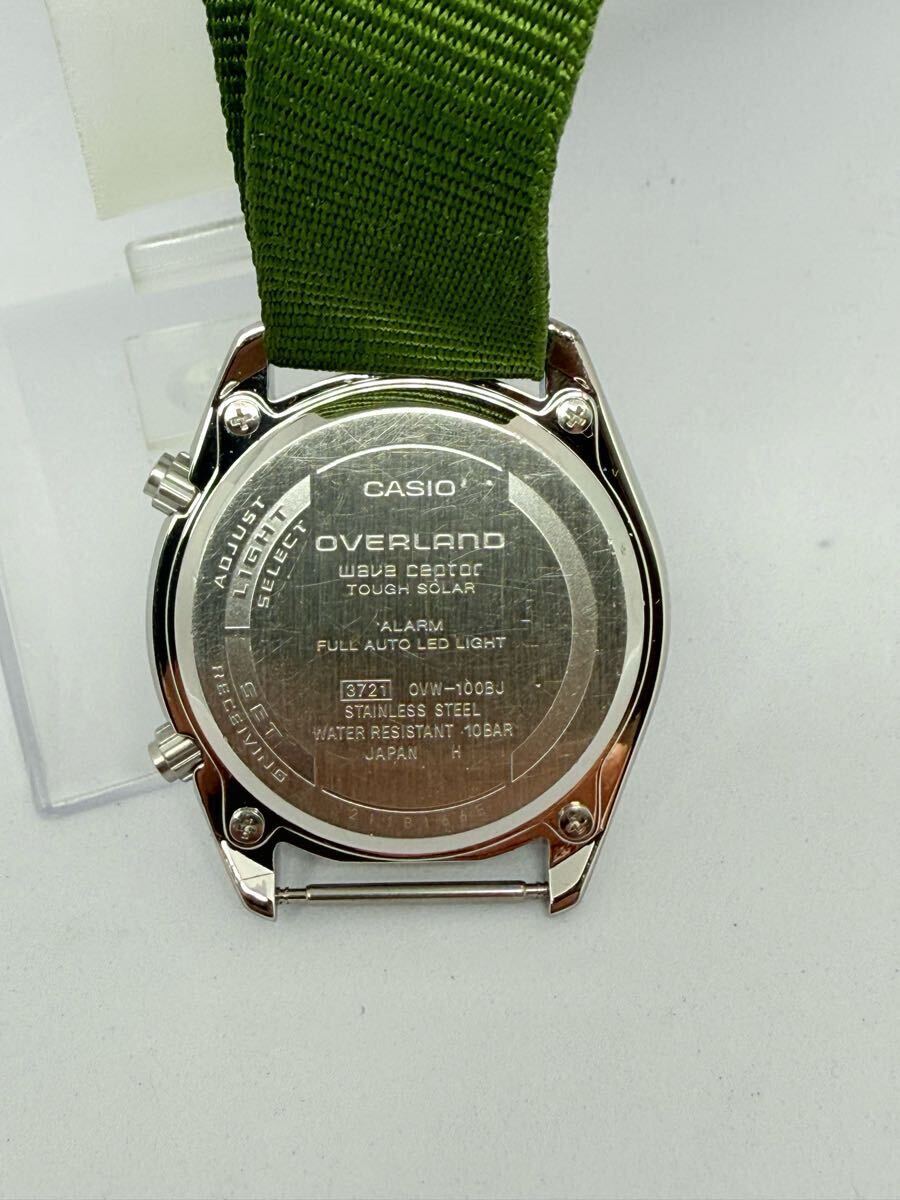 CASIO
OVERLAND
wave ceptor
TOUGH SOLAR
ALARM
FULL AUTO LED LIGHT
3721 OVW-100BJ
STAINLESS STEEL
WATER RESISTANT 10BAR
JAPAN H
ADJUST
LIGHT
SELECT
SET
RECEIVING